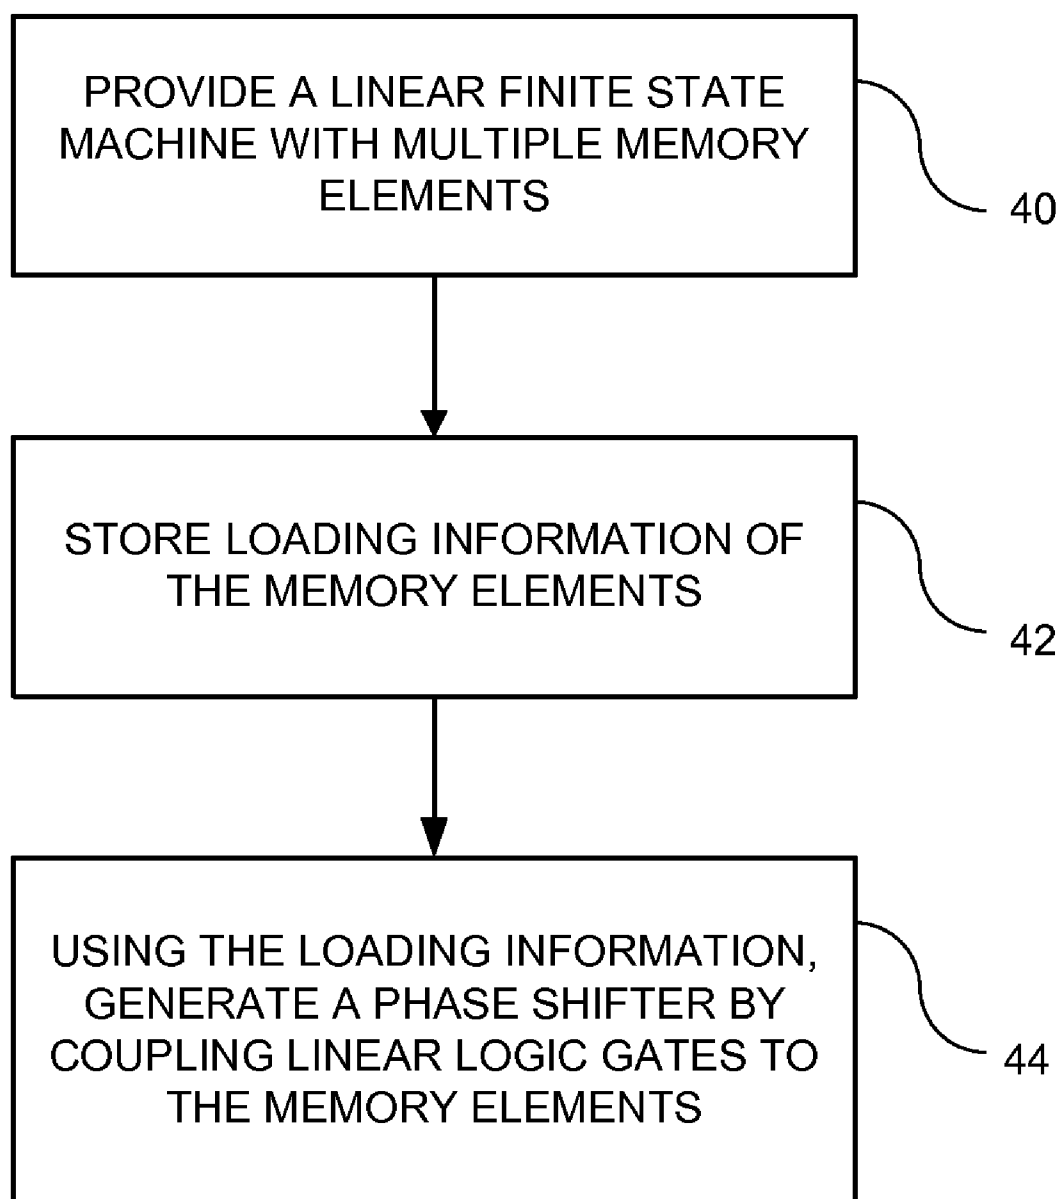 PROVIDE A LINEAR FINITE STATE
MACHINE WITH MULTIPLE MEMORY
ELEMENTS
40
STORE LOADING INFORMATION OF
THE MEMORY ELEMENTS
42
USING THE LOADING INFORMATION,
GENERATE A PHASE SHIFTER BY
COUPLING LINEAR LOGIC GATES TO
THE MEMORY ELEMENTS
44